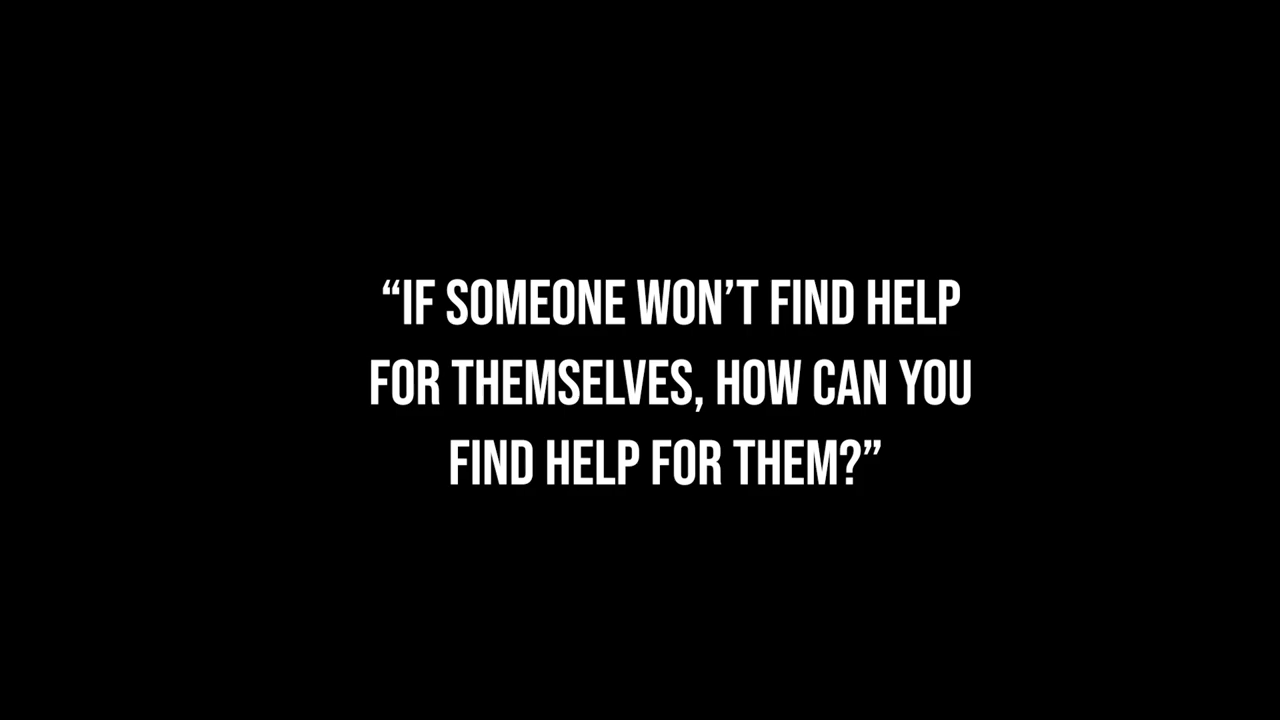 “IF SOMEONE WON’T FIND HELP
FOR THEMSELVES, HOW CAN YOU
FIND HELP FOR THEM?”